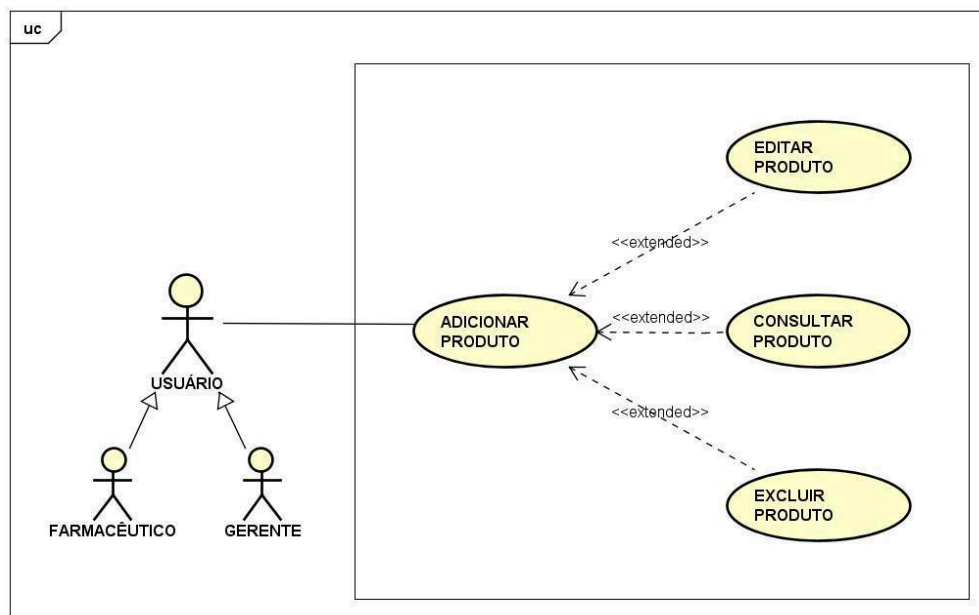 uc
EDITAR
PRODUTO
<<extended>>
ADICIONAR
PRODUTO
<<extended>>
CONSULTAR
PRODUTO
USUÁRIO
<<extended>>
EXCLUIR
PRODUTO
FARMACÊUTICO
GERENTE